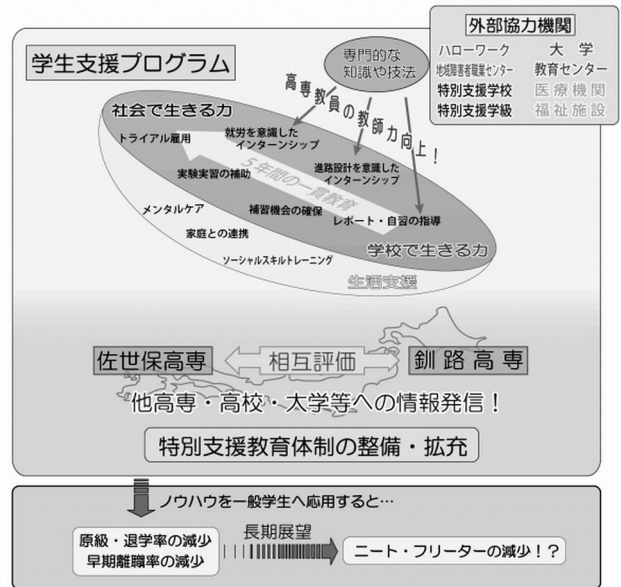 外部協力機関
ハローワーク 大学
地域障害者職業センター 教育センター
特別支援学校 医療機関
特別支援学級 福祉施設
学生支援プログラム
専門的な
知識や技法
高専教員の教師力向上!
社会で生きる力
トライアル雇用
就労を意識した
インターンシップ
進路設計を意識した
インターンシップ
5年間の一貫教育
実験実習の補助
補習機会の確保
レポート・自習の指導
メンタルケア
家庭との連携
ソーシャルスキルトレーニング
学校で生きる力
生活支援
佐世保高専 相互評価 釧路高専
他高専・高校・大学等への情報発信!
特別支援教育体制の整備・拡充
ノウハウを一般学生へ応用すると…
原級・退学率の減少
早期離職率の減少
長期展望
ニート・フリーターの減少!?